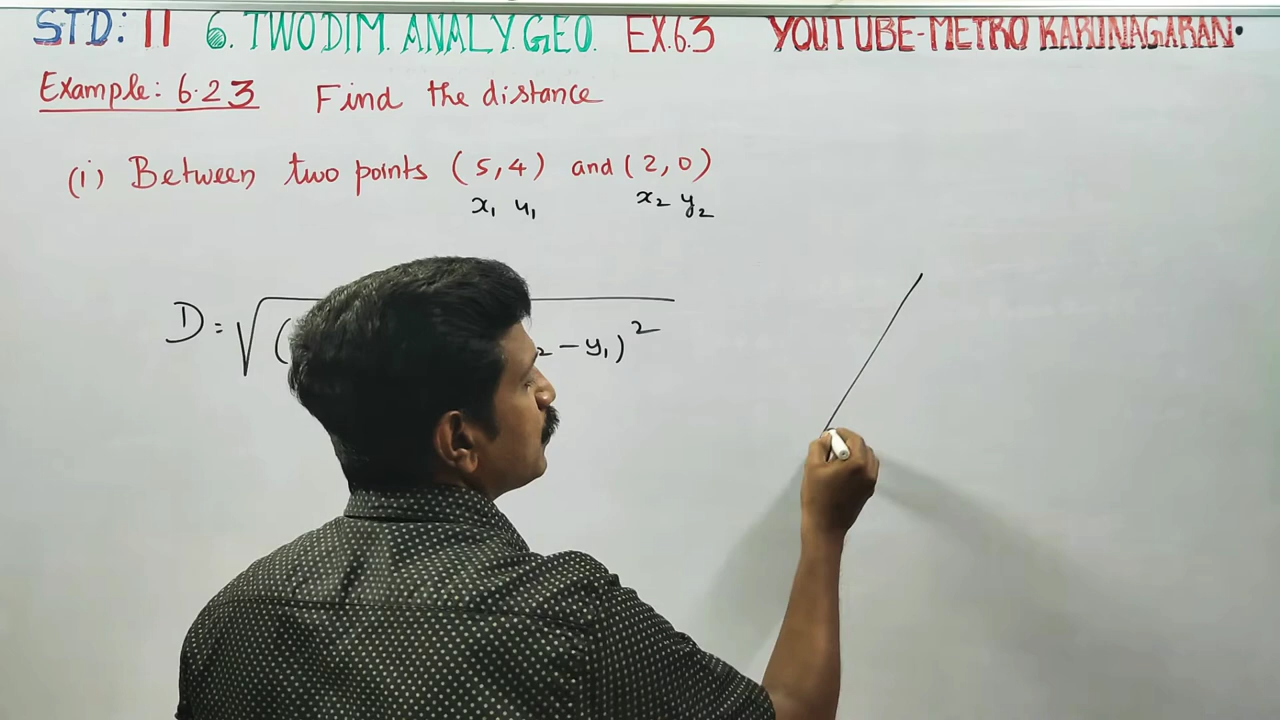 STD: 11 6. TWO DIM. ANALY. GEO. EX.6.3 YOUTUBE-METRO KARUNAGARAN.
Example: 6.23 Find the distance
(i) Between two points (5,4) and (2,0)
x₁ y₁ x₂ y₂
D = √( ₂ - y₁)²